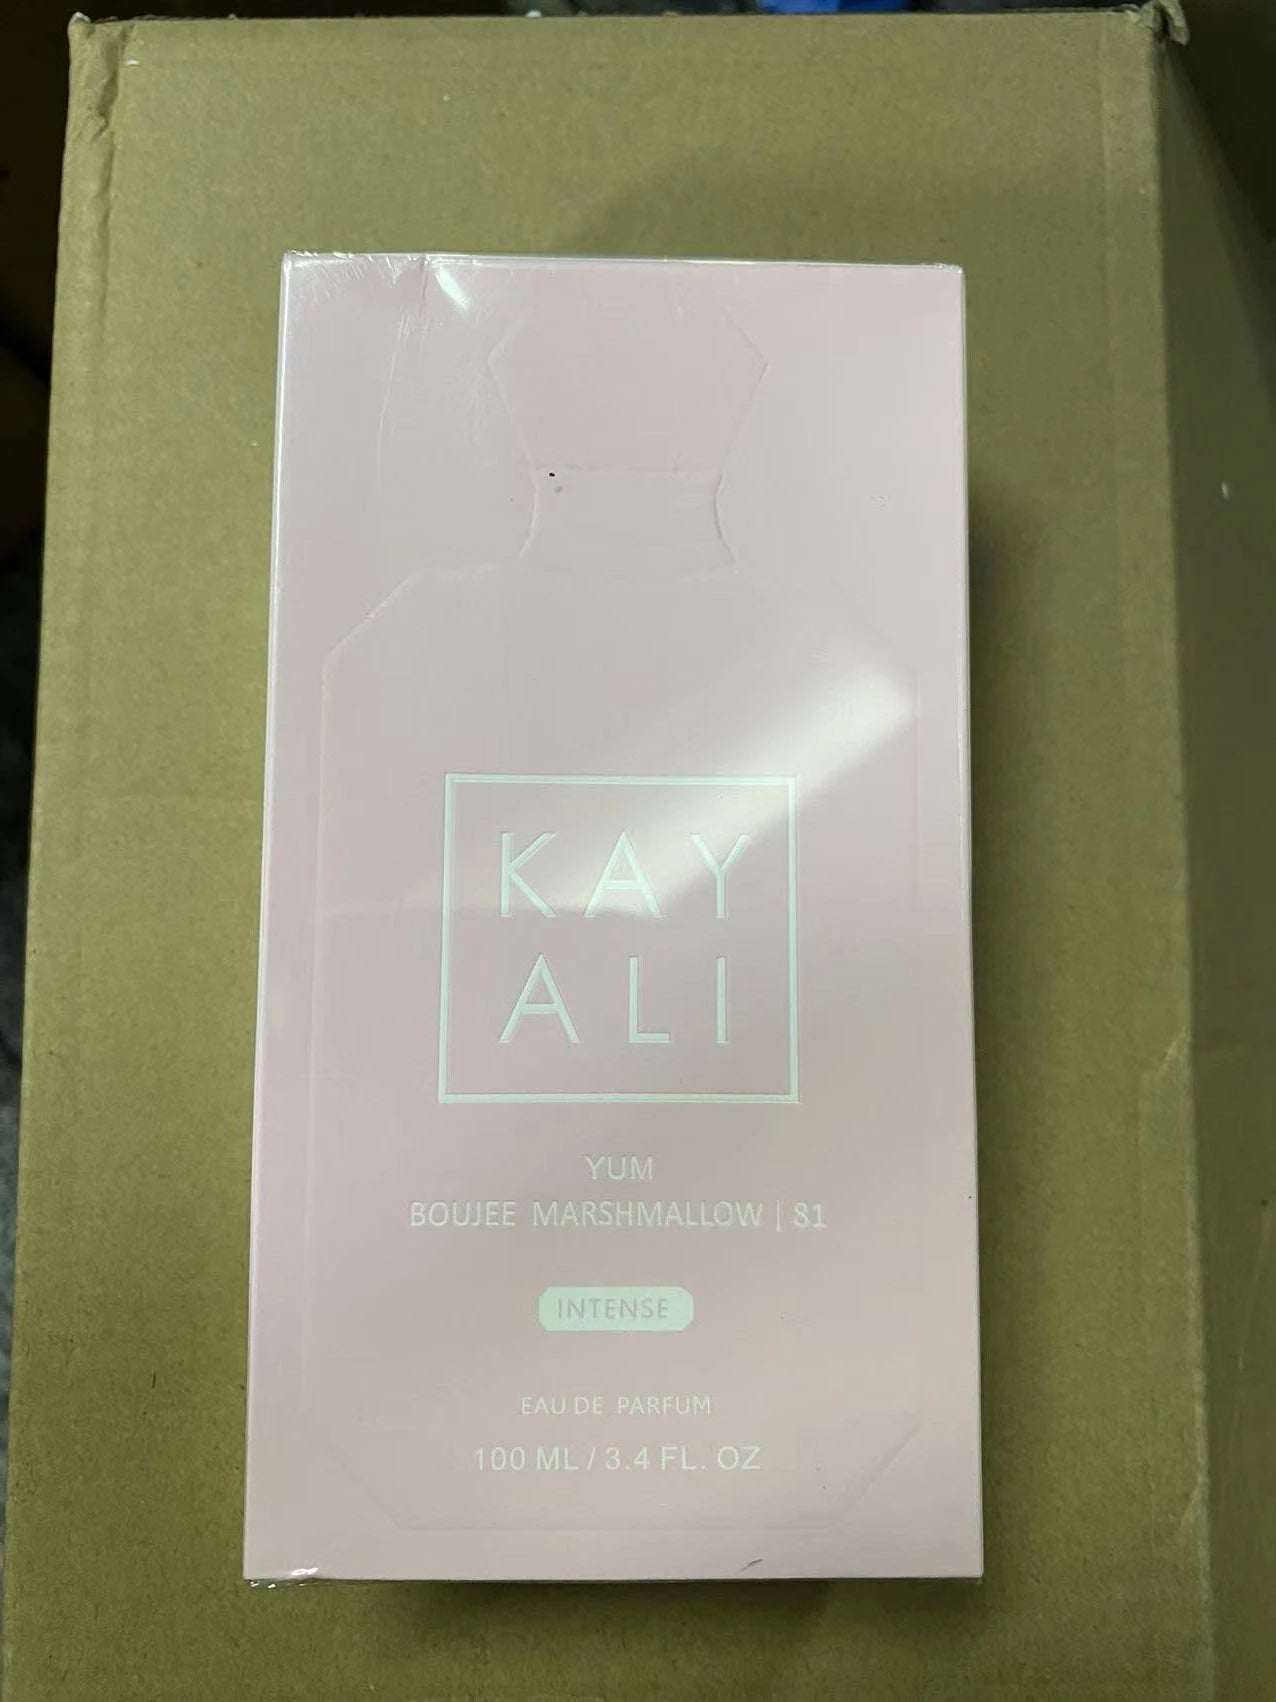 KAY
ALI
YUM
BOUJEE MARSHMALLOW | 81
INTENSE
EAU DE PARFUM
100 ML / 3.4 FL. OZ